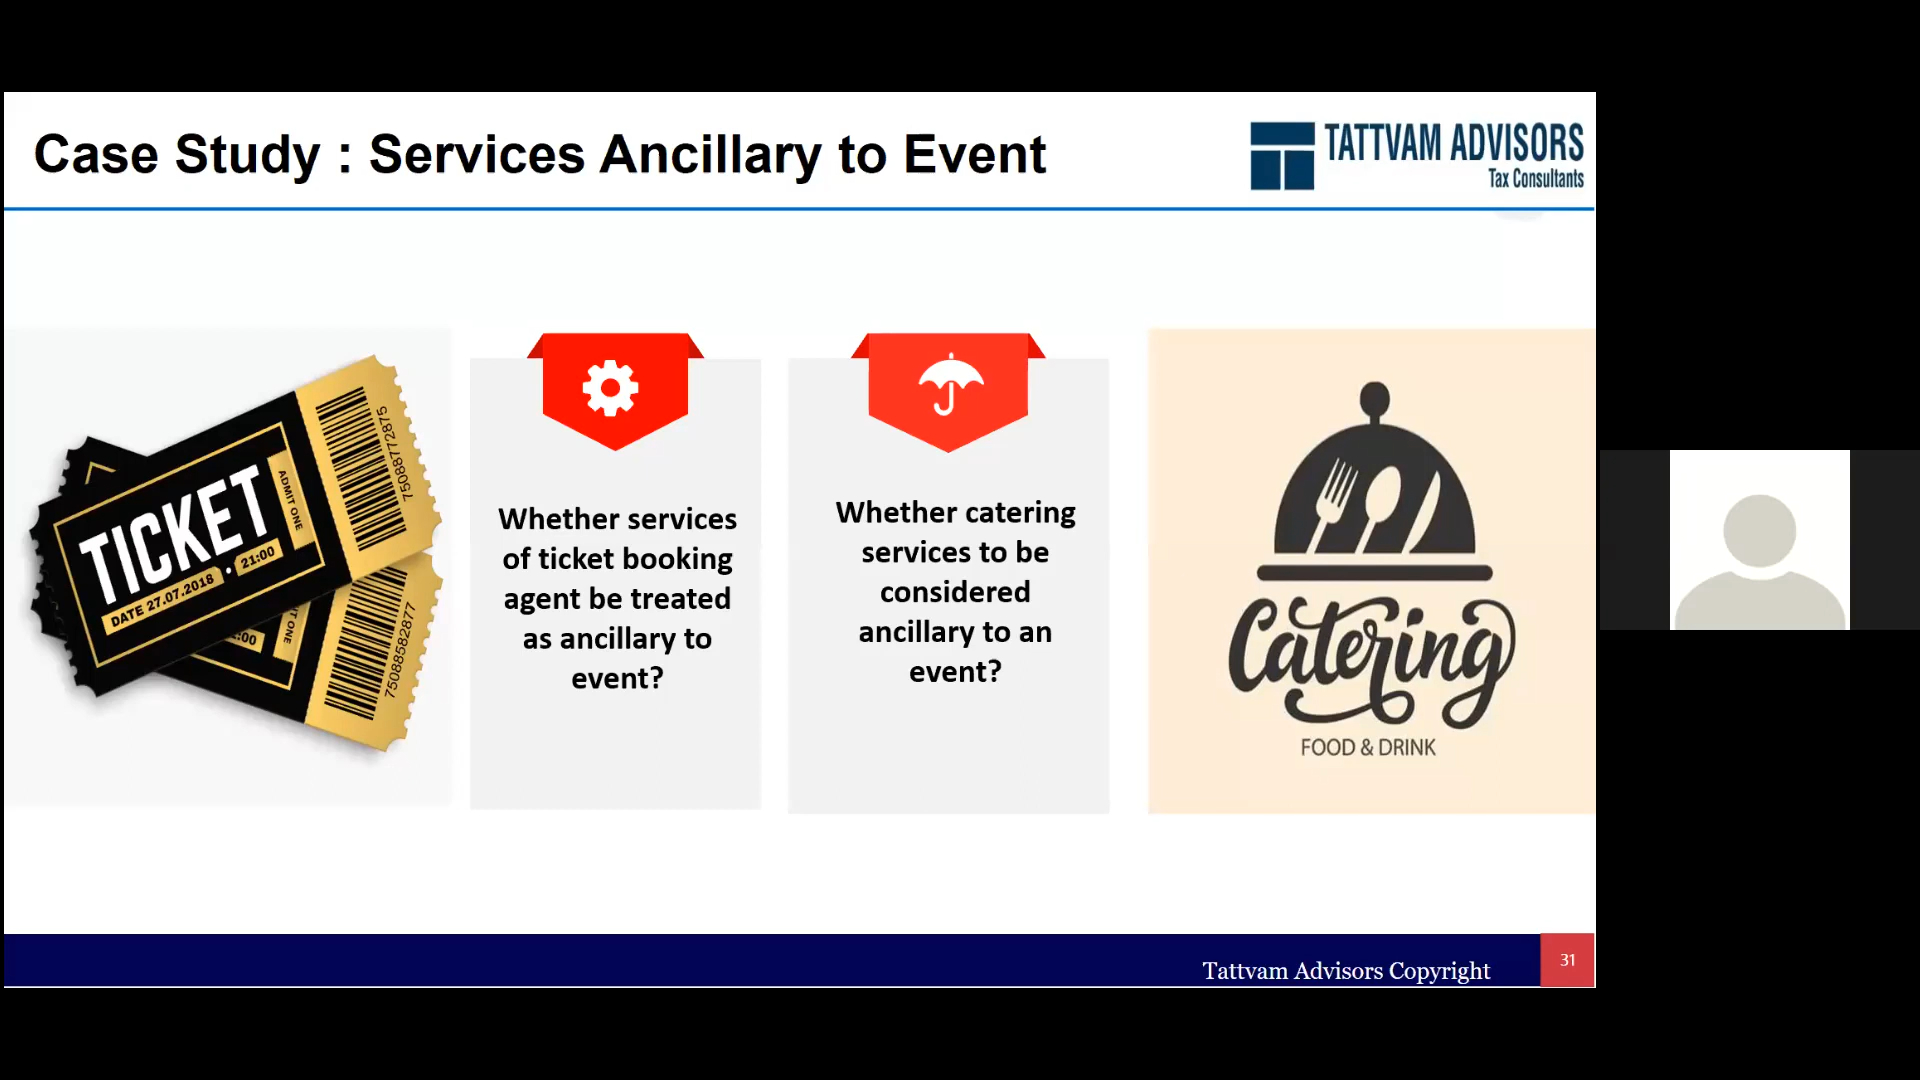 Case Study : Services Ancillary to Event
TATTVAM ADVISORS
Tax Consultants
TICKET
ADMIT ONE
DATE 27.07.2018
21:00
75088772875
75088582877
Whether services
of ticket booking
agent be treated
as ancillary to
event?
Whether catering
services to be
considered
ancillary to an
event?
Catering
FOOD & DRINK
Tattvam Advisors Copyright
31